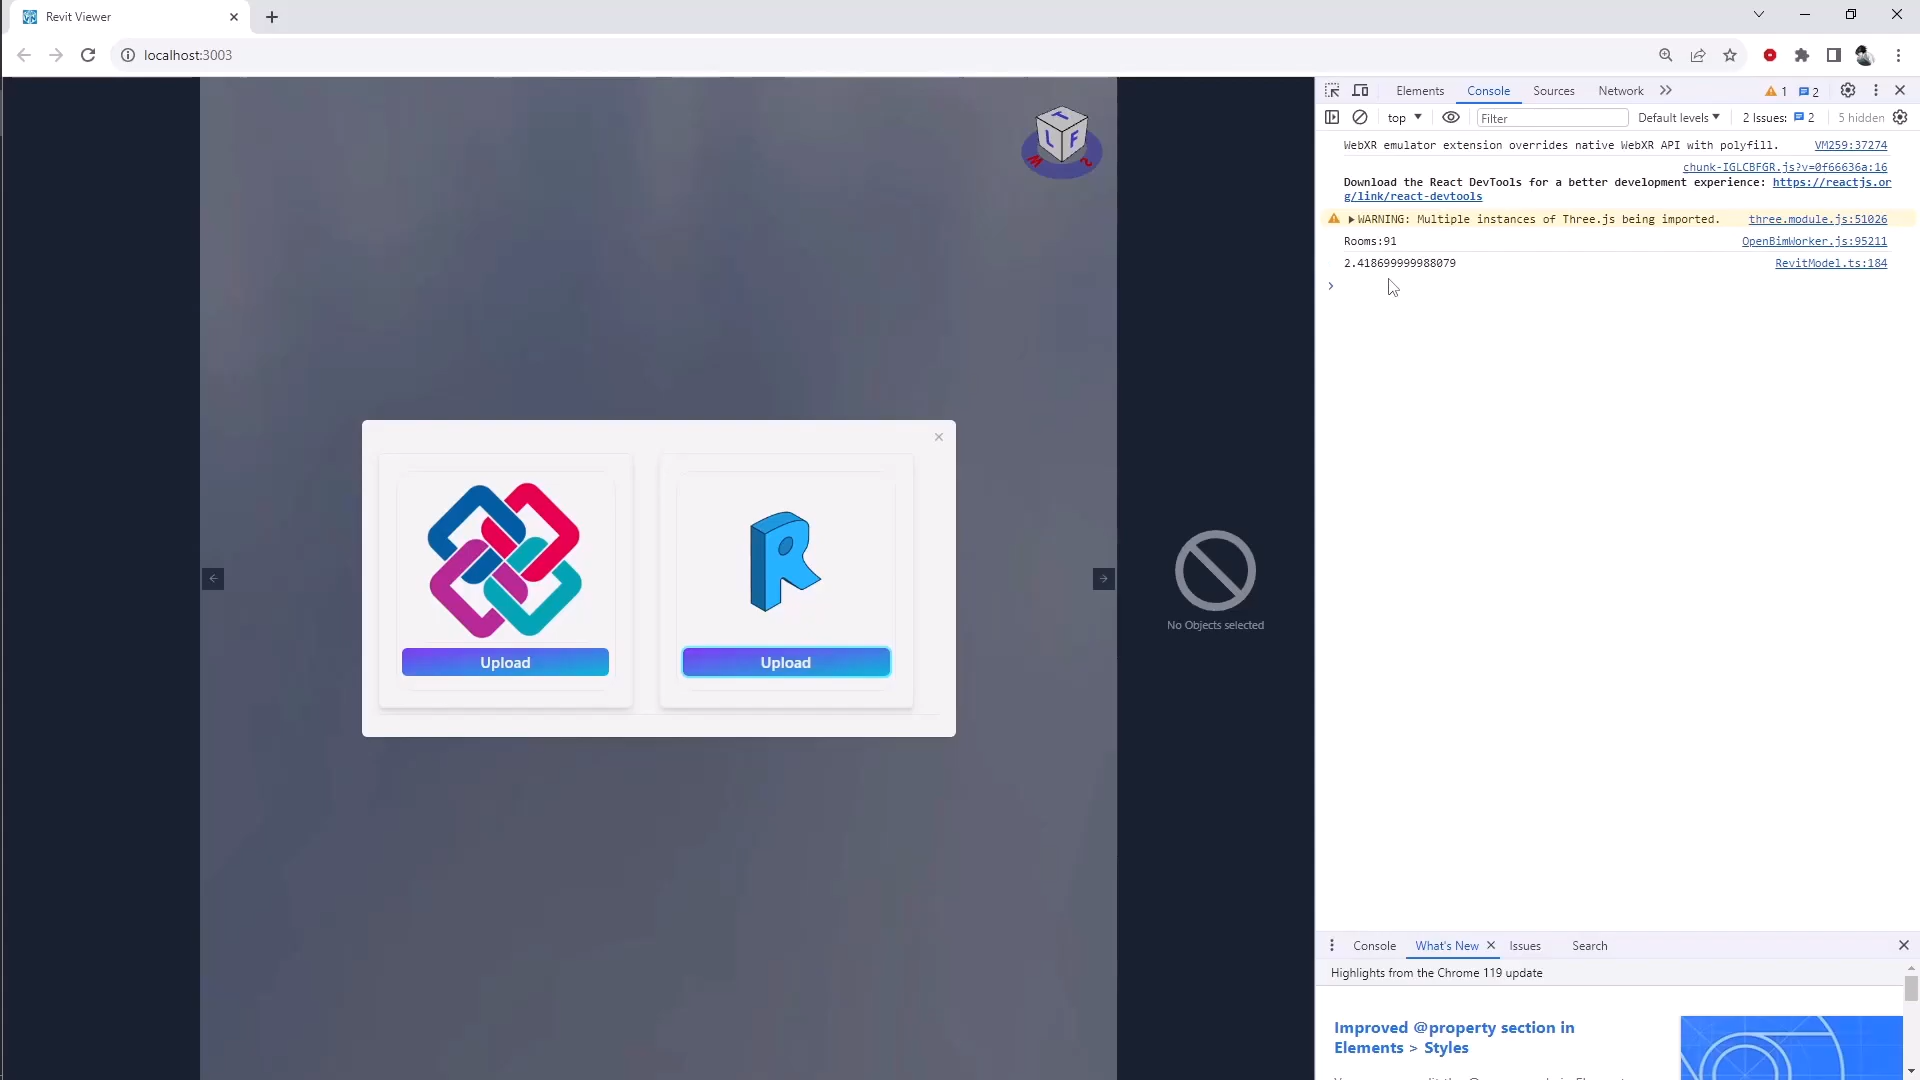 Revit Viewer
localhost:3003
T
L
F
W
S
Upload
Upload
No Objects selected
Elements
Console
Sources
Network
1
2
top
Filter
Default levels
2 Issues:
2
5 hidden
WebXR emulator extension overrides native WebXR API with polyfill.
VM259:37274
chunk-IGLCBFGR.js?v=0f66636a:16
Download the React DevTools for a better development experience: https://reactjs.or
g/link/react-devtools
WARNING: Multiple instances of Three.js being imported.
three.module.js:51026
Rooms:91
OpenBimWorker.js:95211
2.418699999988079
RevitModel.ts:184
Console
What's New
Issues
Search
Highlights from the Chrome 119 update
Improved @property section in
Elements > Styles